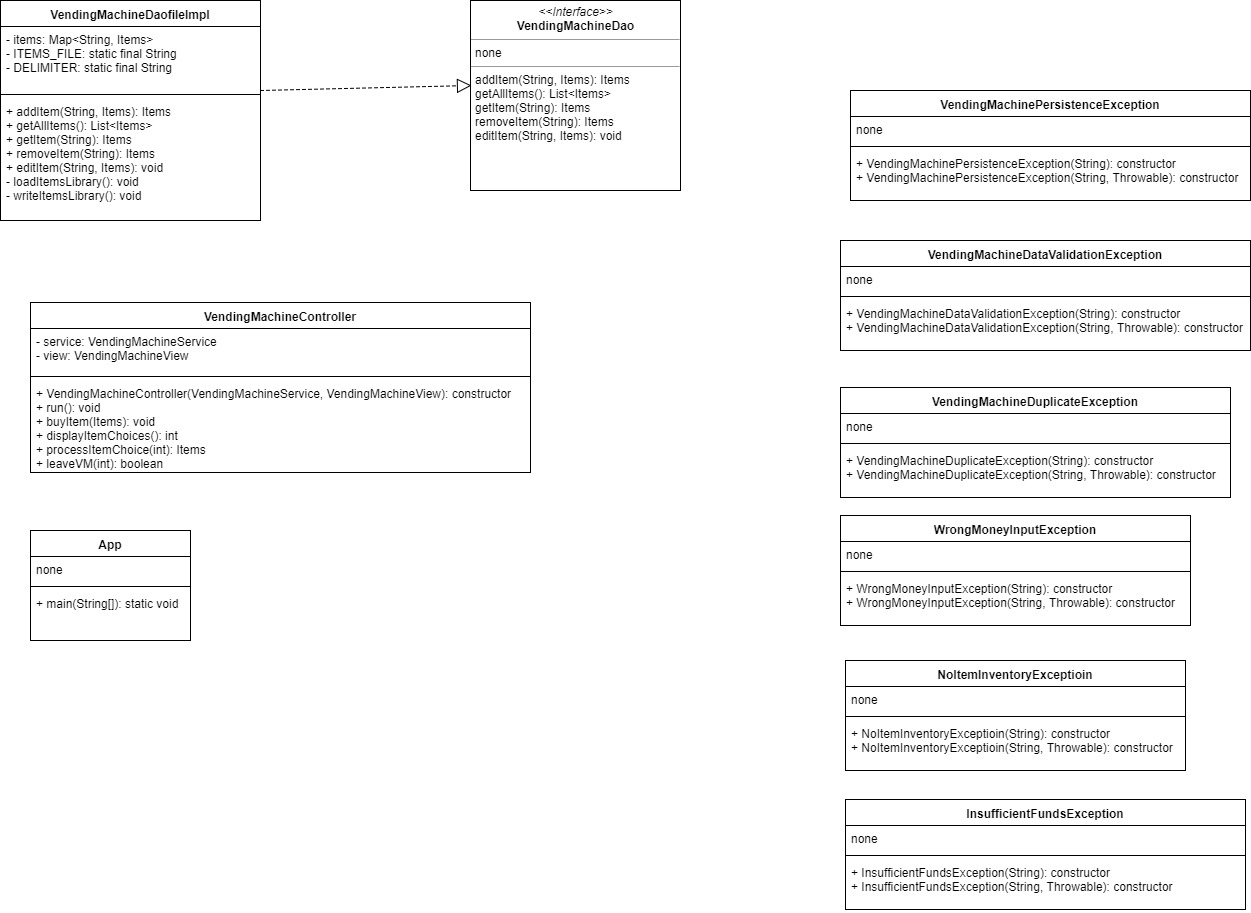 VendingMachineDaofileImpl
- items: Map<String, Items>
- ITEMS_FILE: static final String
- DELIMITER: static final String
+ addItem(String, Items): Items
+ getAllItems(): List<Items>
+ getItem(String): Items
+ removeItem(String): Items
+ editItem(String, Items): void
- loadItemsLibrary(): void
- writeItemsLibrary(): void
<<Interface>>
VendingMachineDao
none
addItem(String, Items): Items
getAllItems(): List<Items>
getItem(String): Items
removeItem(String): Items
editItem(String, Items): void
VendingMachinePersistenceException
none
+ VendingMachinePersistenceException(String): constructor
+ VendingMachinePersistenceException(String, Throwable): constructor
VendingMachineDataValidationException
none
+ VendingMachineDataValidationException(String): constructor
+ VendingMachineDataValidationException(String, Throwable): constructor
VendingMachineController
- service: VendingMachineService
- view: VendingMachineView
+ VendingMachineController(VendingMachineService, VendingMachineView): constructor
+ run(): void
+ buyItem(Items): void
+ displayItemChoices(): int
+ processItemChoice(int): Items
+ leaveVM(int): boolean
VendingMachineDuplicateException
none
+ VendingMachineDuplicateException(String): constructor
+ VendingMachineDuplicateException(String, Throwable): constructor
App
none
+ main(String[]): static void
WrongMoneyInputException
none
+ WrongMoneyInputException(String): constructor
+ WrongMoneyInputException(String, Throwable): constructor
NoItemInventoryExceptioin
none
+ NoItemInventoryExceptioin(String): constructor
+ NoItemInventoryExceptioin(String, Throwable): constructor
InsufficientFundsException
none
+ InsufficientFundsException(String): constructor
+ InsufficientFundsException(String, Throwable): constructor